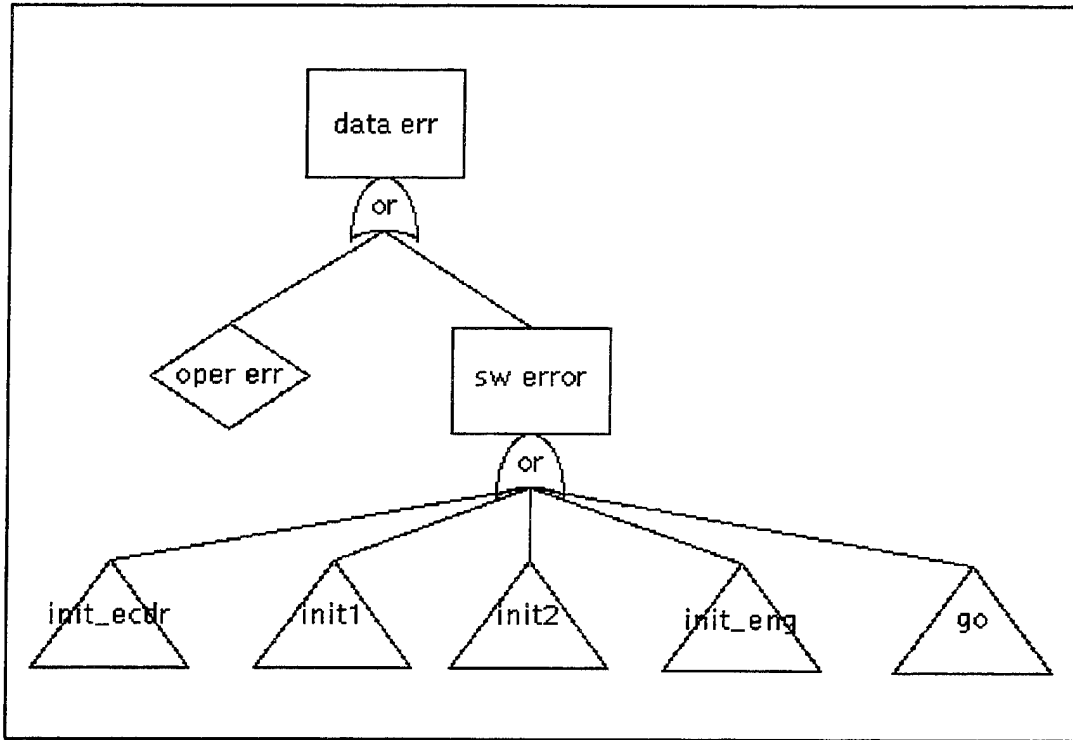 data err
or
oper err
sw error
or
init_ecdr
init1
init2
init_eng
go